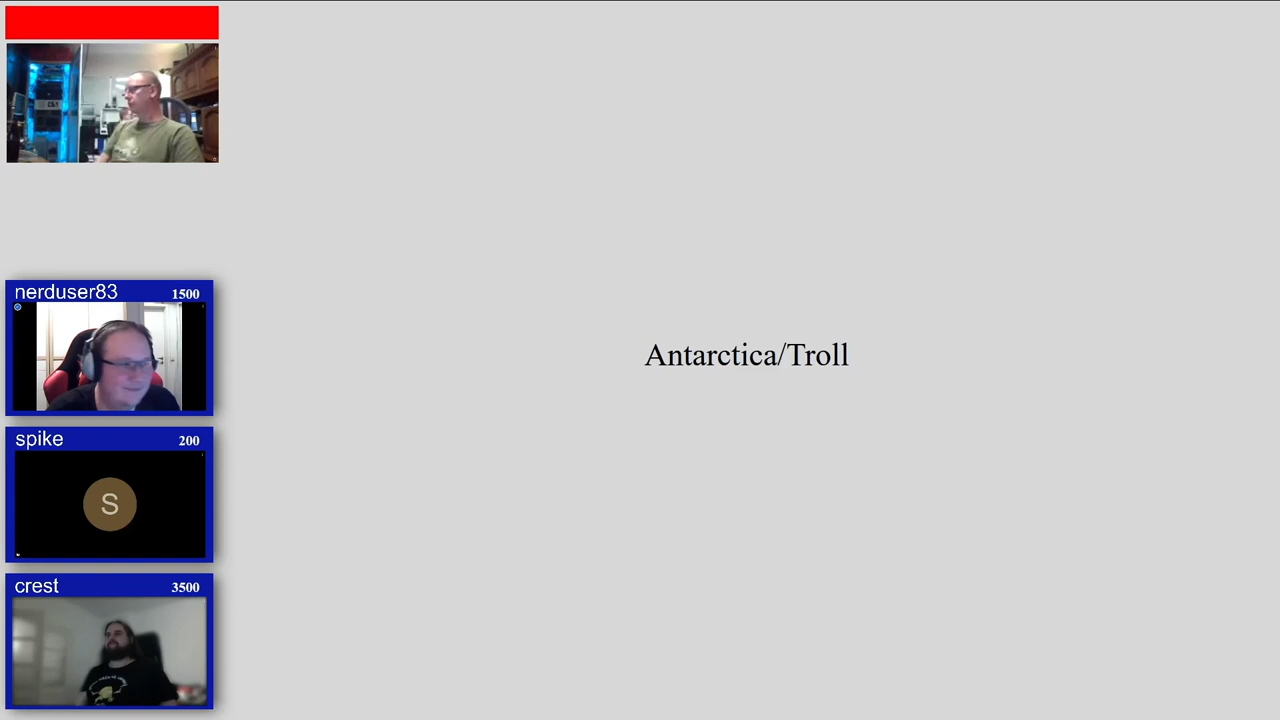 nerduser83 1500
Antarctica/Troll
spike 200
S
crest 3500